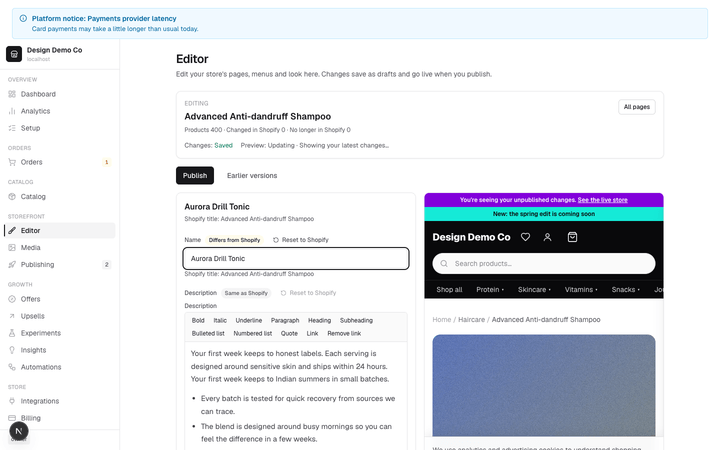 Platform notice: Payments provider latency
Card payments may take a little longer than usual today.
Design Demo Co
localhost
OVERVIEW
Dashboard
Analytics
Setup
ORDERS
Orders 1
CATALOG
Catalog
STOREFRONT
Editor
Media
Publishing 2
GROWTH
Offers
Upsells
Experiments
Insights
Automations
STORE
Integrations
Billing
N
Editor
Edit your store's pages, menus and look here. Changes save as drafts and go live when you publish.
EDITING
Advanced Anti-dandruff Shampoo
All pages
Products 400 · Changed in Shopify 0 · No longer in Shopify 0
Changes: Saved Preview: Updating · Showing your latest changes…
Publish Earlier versions
Aurora Drill Tonic
Shopify title: Advanced Anti-dandruff Shampoo
Name Differs from Shopify Reset to Shopify
Aurora Drill Tonic
Shopify title: Advanced Anti-dandruff Shampoo
Description Same as Shopify Reset to Shopify
Description
Bold Italic Underline Paragraph Heading Subheading
Bulleted list Numbered list Quote Link Remove link
Your first week keeps to honest labels. Each serving is
designed around sensitive skin and ships within 24 hours.
Your first week keeps to Indian summers in small batches.
• Every batch is tested for quick recovery from sources we
can trace.
• The blend is designed around busy mornings so you can
feel the difference in a few weeks.
You're seeing your unpublished changes. See the live store
New: the spring edit is coming soon
Design Demo Co
Search products…
Shop all Protein Skincare Vitamins Snacks
Home / Haircare / Advanced Anti-dandruff Shampoo